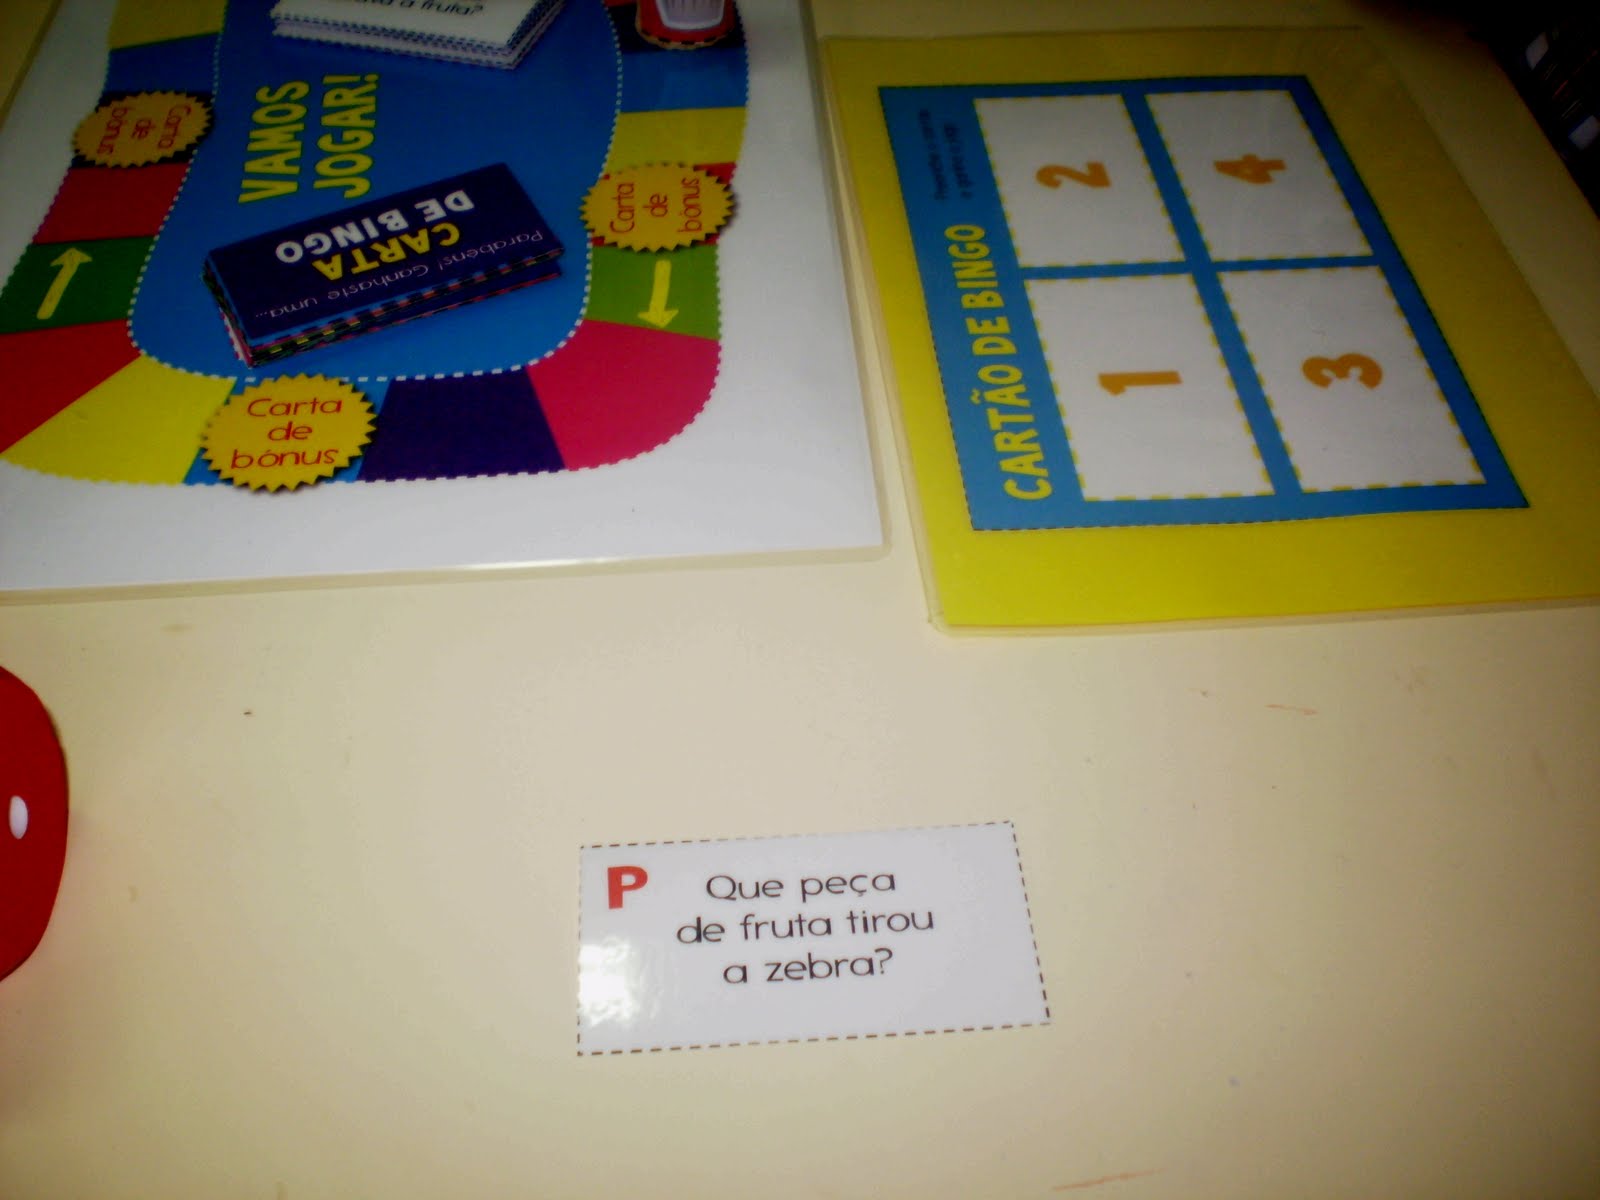 a fruta?
VAMOS
JOGAR!
Carta
de
bónus
Parabéns! Ganhaste uma...
CARTA
DE BINGO
Carta
de
bónus
Carta
de
bónus
CARTÃO DE BINGO
1
2
3
4
P
Que peça
de fruta tirou
a zebra?